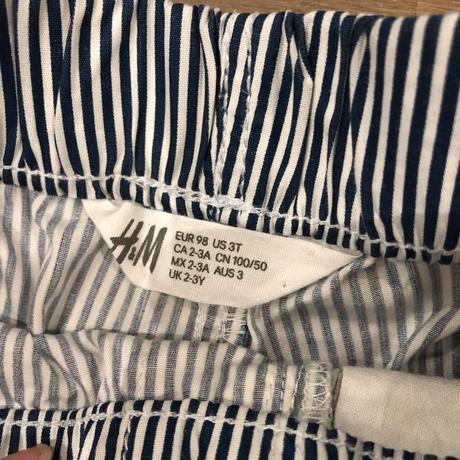 H&M
EUR 98 US 3T
CA 2-3A CN 100/50
MX 2-3A AUS 3
UK 2-3Y